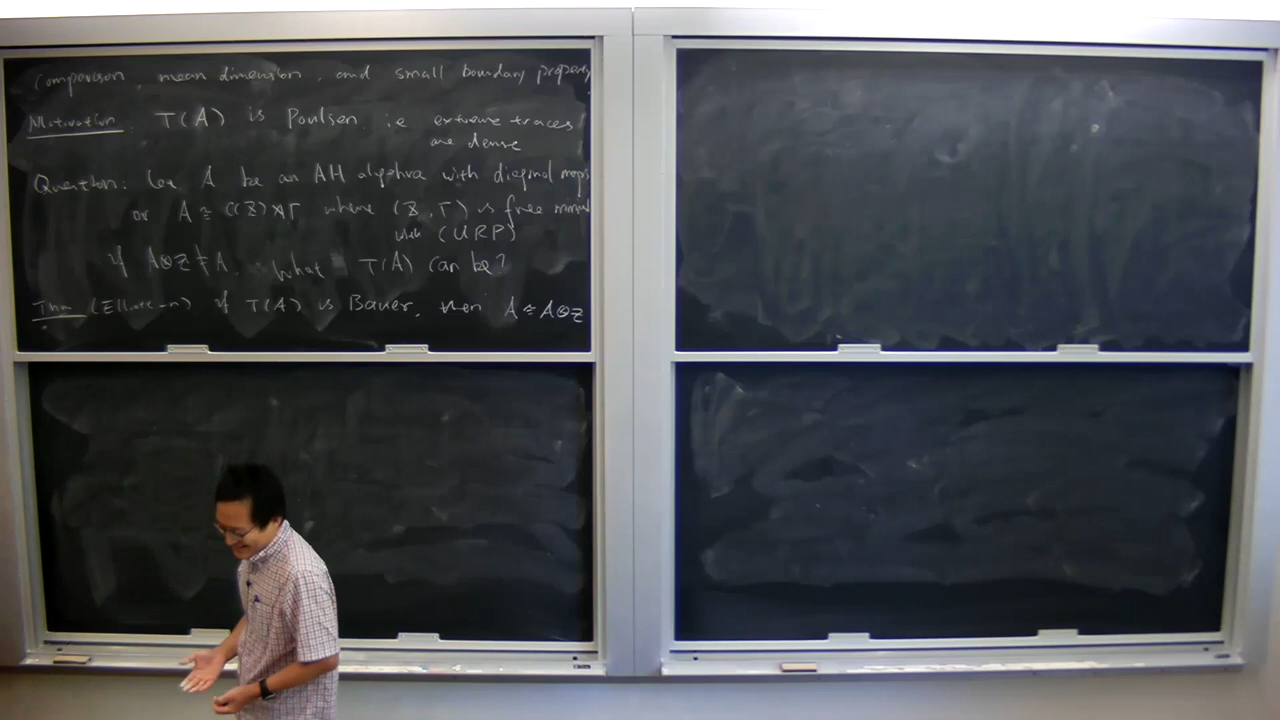 Comparison, mean dimension, and small boundary property
Motivation. T(A) is Poulsen. i.e extreme traces
are dense
Question: Let A be an AH algebra with diagonal maps
or A ≅ C(Z)⋊Γ where (Z, Γ) is free
with (URP)
if A⊗Z ≇ A. What T(A) can be?
Thm (Elliott-n) if T(A) is Bauer, then A ≅ A⊗Z